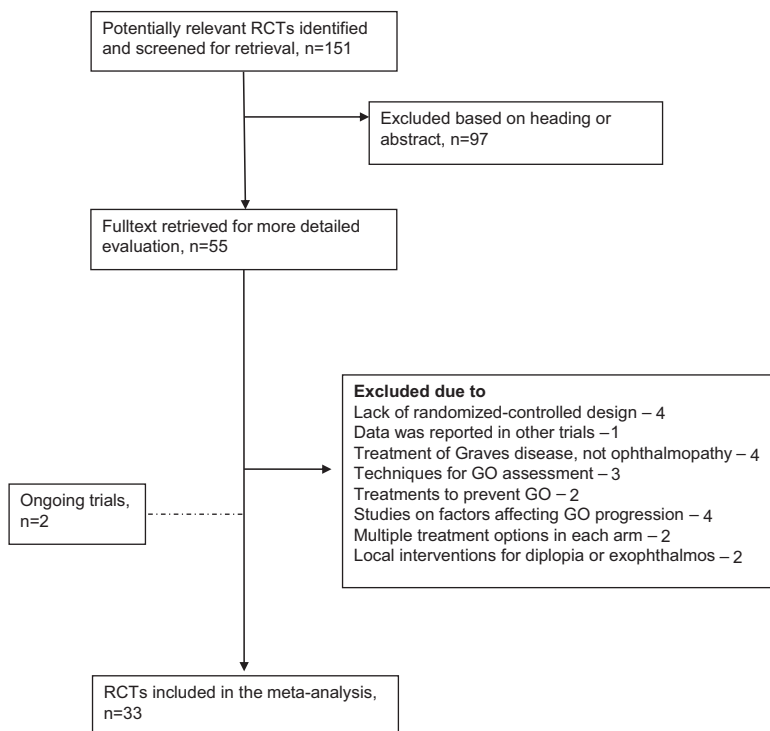 Potentially relevant RCTs identified
and screened for retrieval, n=151
Excluded based on heading or
abstract, n=97
Fulltext retrieved for more detailed
evaluation, n=55
Excluded due to
Lack of randomized-controlled design – 4
Data was reported in other trials –1
Treatment of Graves disease, not ophthalmopathy – 4
Techniques for GO assessment – 3
Treatments to prevent GO – 2
Studies on factors affecting GO progression – 4
Multiple treatment options in each arm – 2
Local interventions for diplopia or exophthalmos – 2
Ongoing trials,
n=2
RCTs included in the meta-analysis,
n=33